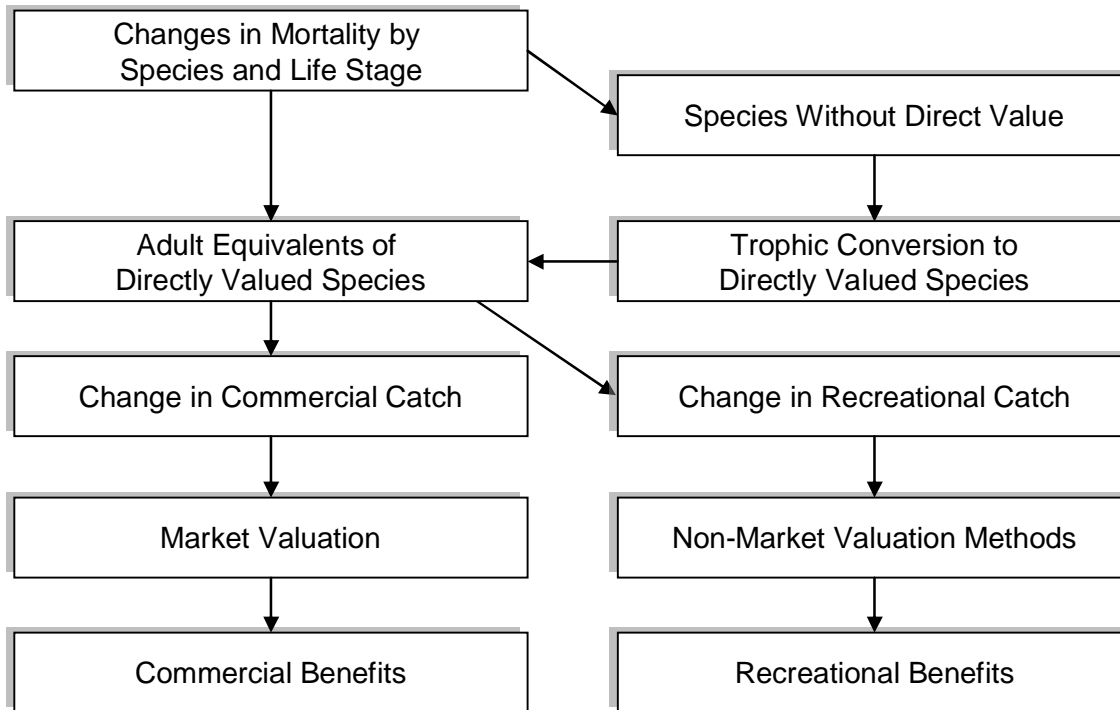 Changes in Mortality by
Species and Life Stage
Species Without Direct Value
Adult Equivalents of
Directly Valued Species
Trophic Conversion to
Directly Valued Species
Change in Commercial Catch
Change in Recreational Catch
Market Valuation
Non-Market Valuation Methods
Commercial Benefits
Recreational Benefits